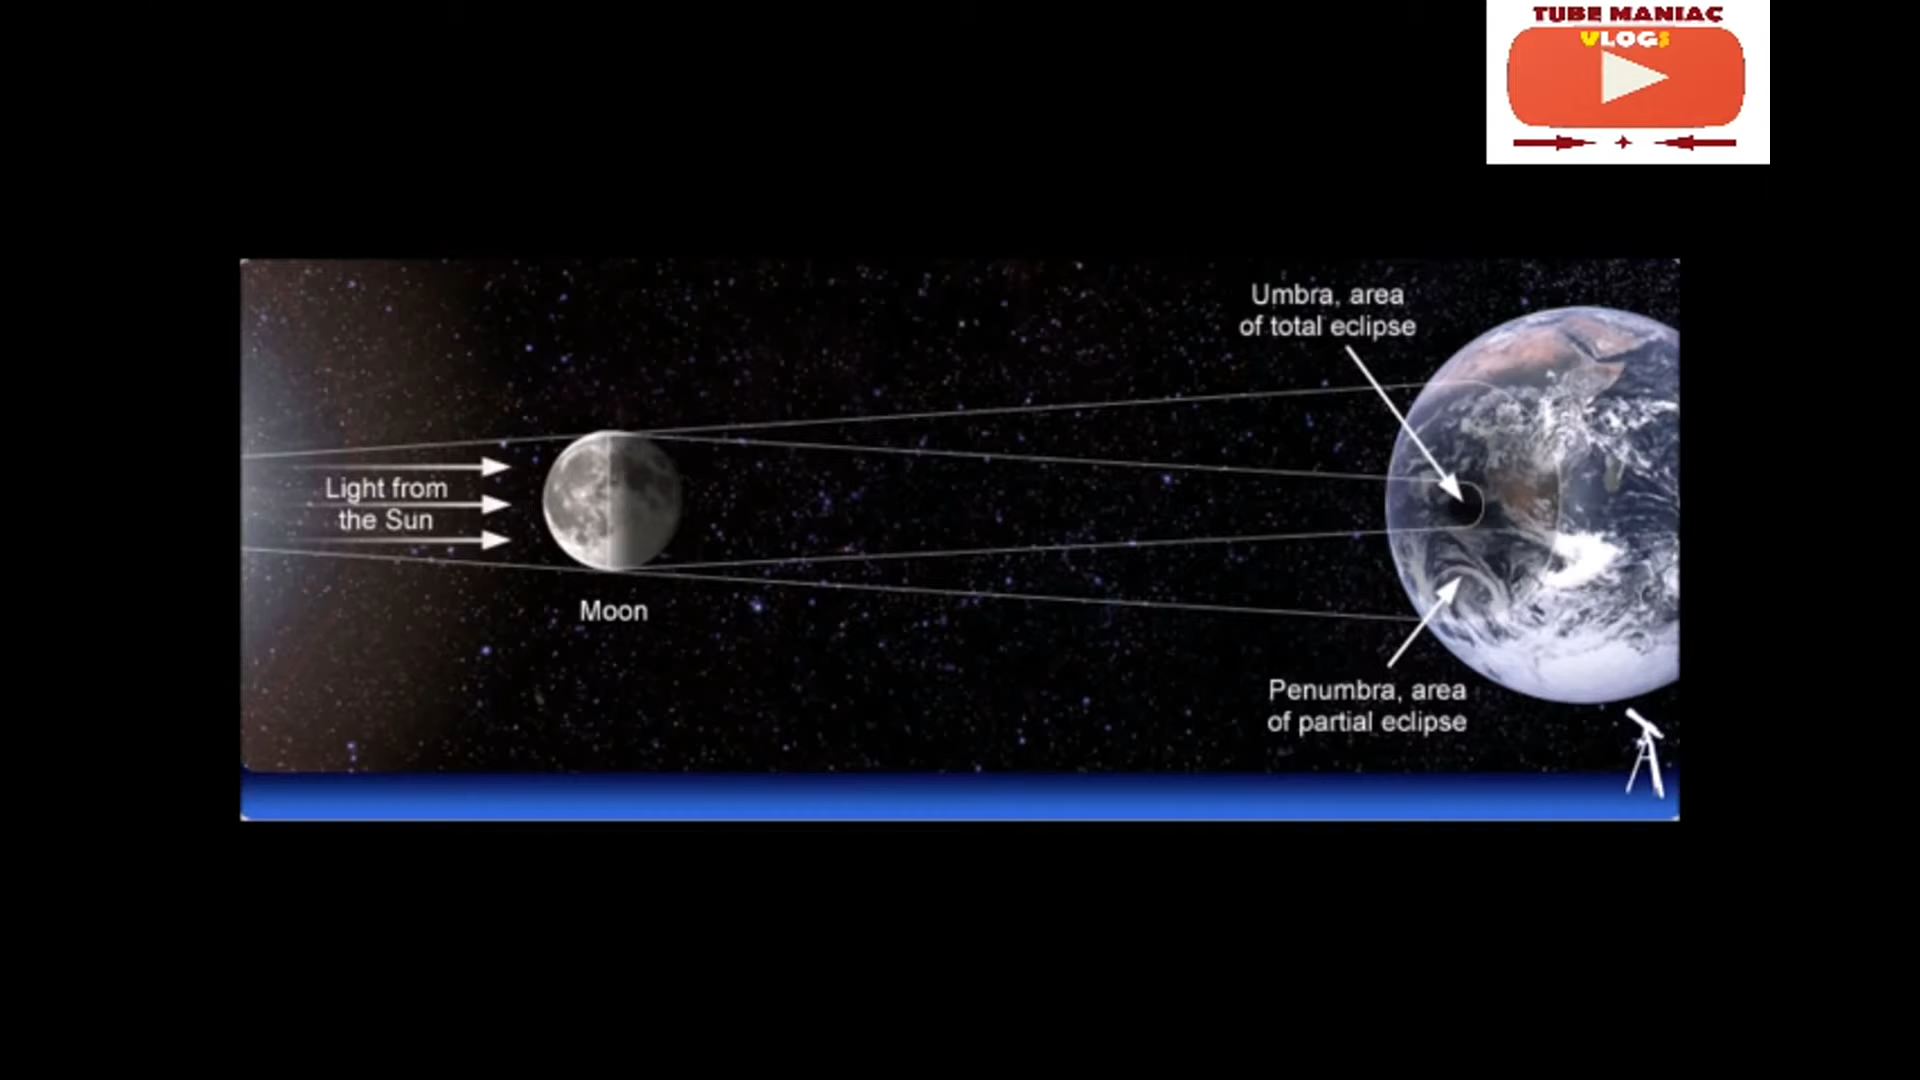 TUBE MANIAC
VLOGS
Umbra, area
of total eclipse
Light from
the Sun
Moon
Penumbra, area
of partial eclipse